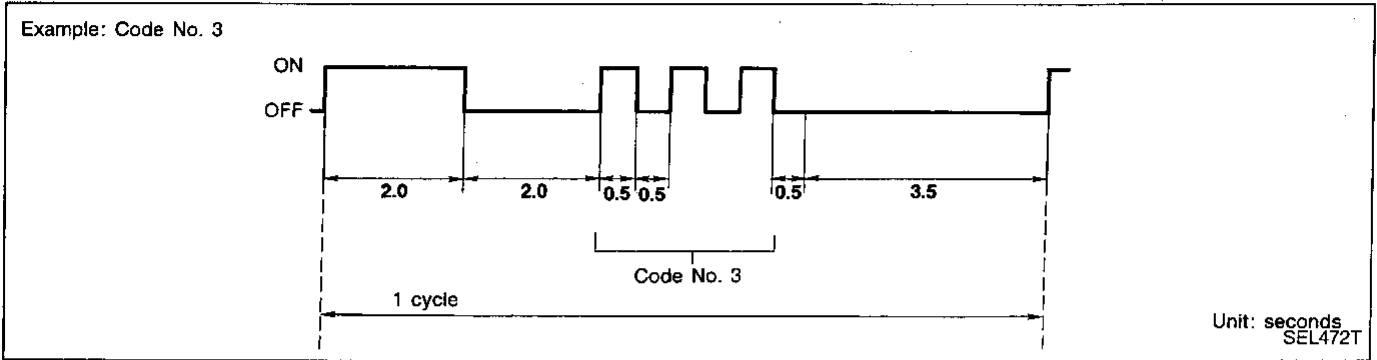 Example: Code No. 3
ON
OFF
2.0 2.0 0.5 0.5 0.5 3.5
Code No. 3
1 cycle
Unit: seconds
SEL472T